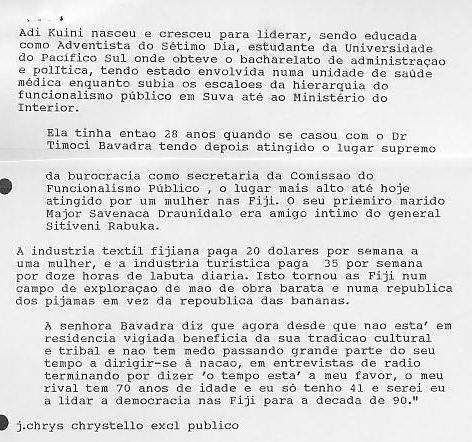 Adi Kuini nasceu e cresceu para liderar, sendo educada
como Adventista do Sétimo Dia, estudante da Universidade
do Pacífico Sul onde obteve o bacharelato de administraçao
e polItica, tendo estado envolvida numa unidade de saúde
médica enquanto subia os escaloes da hierarquia do
funcionalismo público em Suva até ao Ministério do
Interior.
Ela tinha entao 28 anos quando se casou com o Dr
Timoci Bavadra tendo depois atingido o lugar supremo
da burocracia como secretaria da Comissao do
Funcionalismo Público , o lugar mais alto até hoje
atingido por um mulher nas Fiji. O seu priemiro marido
Major Savenaca Draunidalo era amigo intimo do general
Sitiveni Rabuka.
A industria textil fijiana paga 20 dolares por semana a
uma mulher, e a industria turistica paga 35 por semana
por doze horas de labuta diaria. Isto tornou as Fiji num
campo de exploraçao de mao de obra barata e numa republica
dos pijamas em vez da repoublica das bananas.
A senhora Bavadra diz que agora desde que nao esta' em
residencia vigiada beneficia da sua tradicao cultural
e tribal e nao tem medo passando grande parte do seu
tempo a dirigir-se à nacao, em entrevistas de radio
terminando por dizer 'o tempo esta' a meu favor, o meu
rival tem 70 anos de idade e eu só tenho 41 e serei eu
a lidar a democracia nas Fiji para a decada de 90."
j.chrys chrystello excl publico